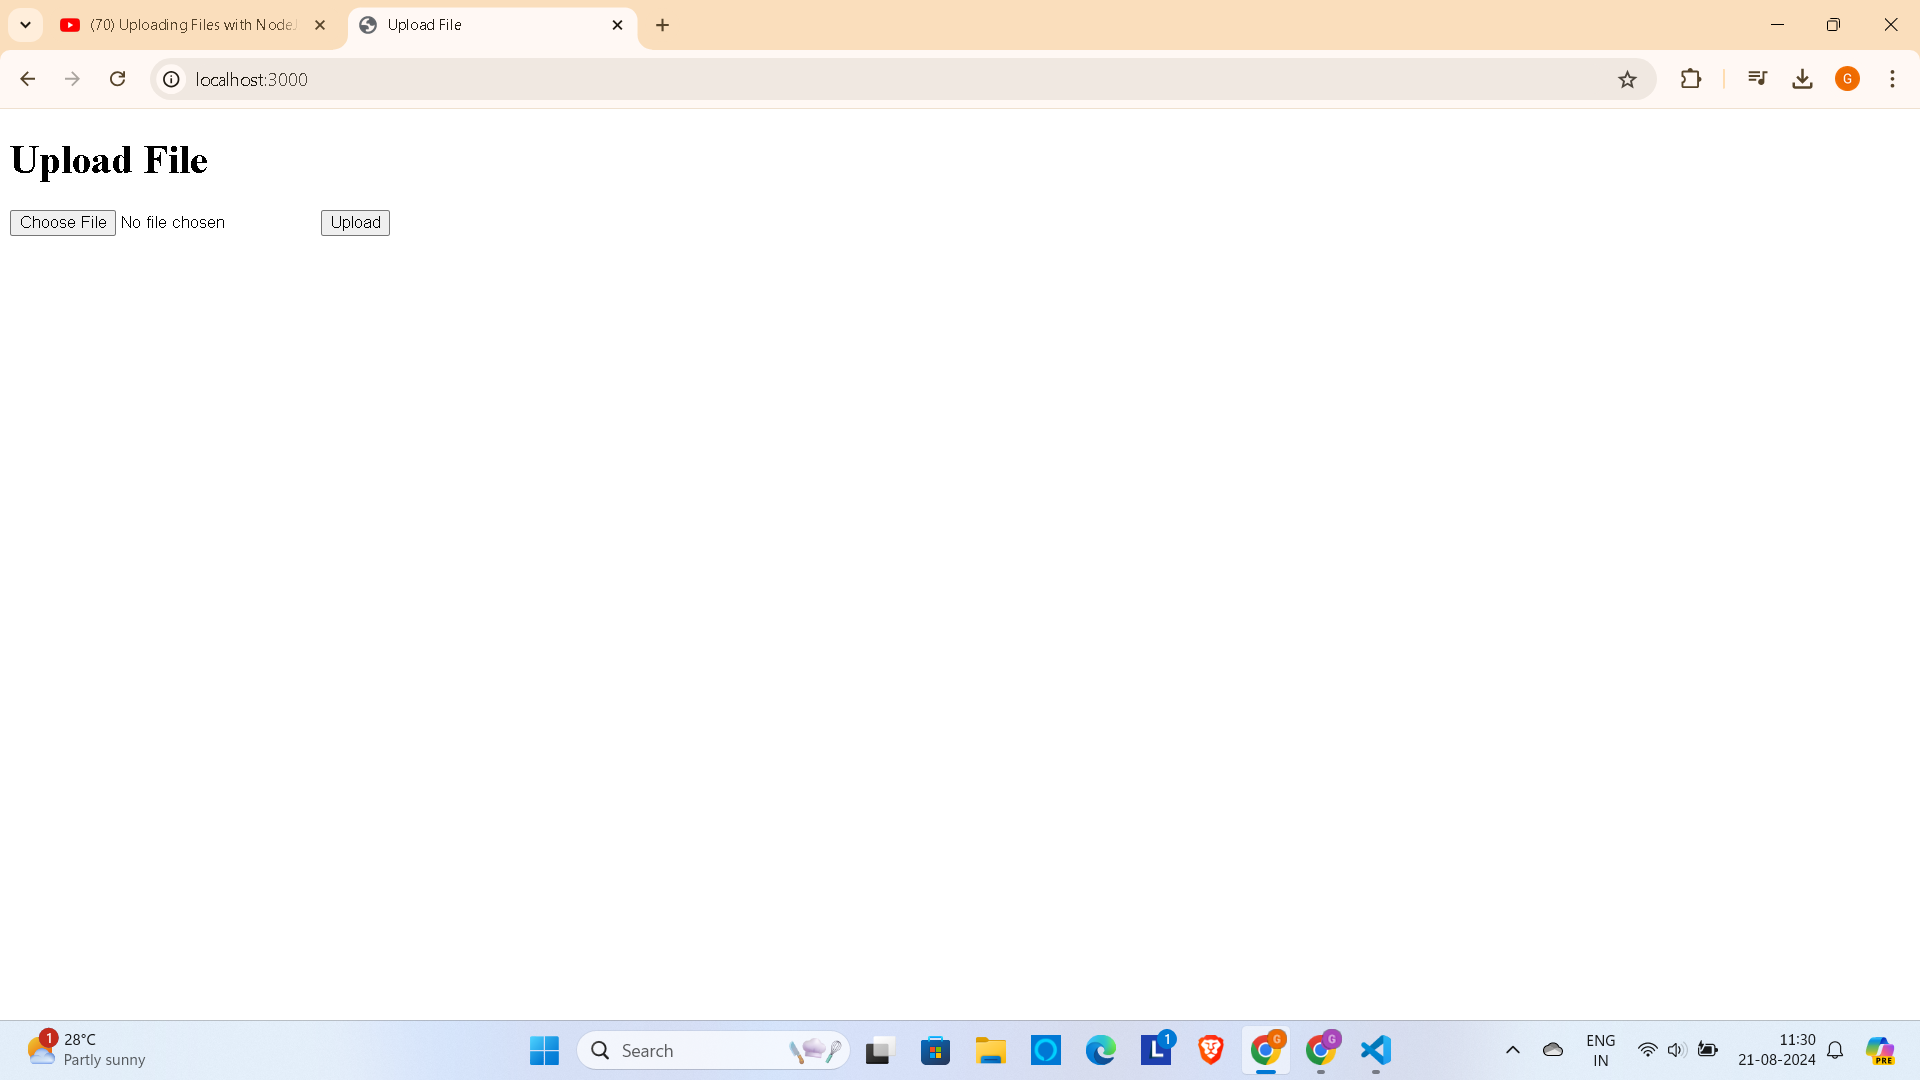 (70) Uploading Files with NodeJ
Upload File
localhost:3000
G
Upload File
Choose File No file chosen Upload
1
28°C
Partly sunny
Search
L
1
G
G
ENG
IN
11:30
21-08-2024
PRE